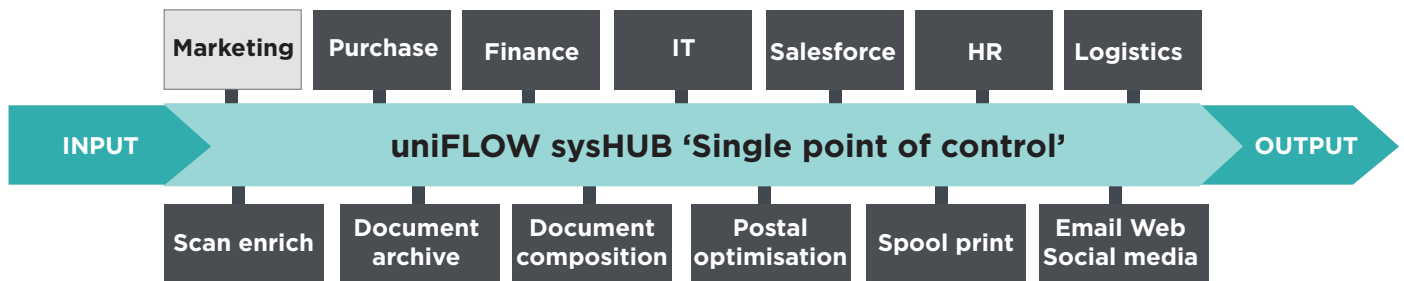 Marketing
Purchase
Finance
IT
Salesforce
HR
Logistics
INPUT
uniFLOW sysHUB ‘Single point of control’
OUTPUT
Scan enrich
Document
archive
Document
composition
Postal
optimisation
Spool print
Email Web
Social media